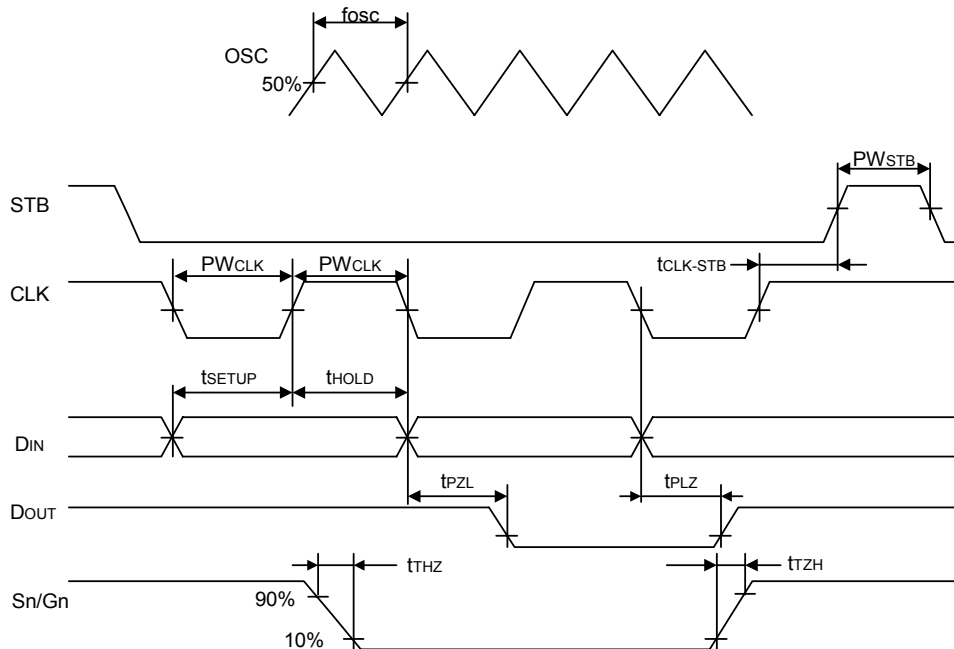 fosc
OSC
50%
PWSTB
STB
PWCLK PWCLK
tCLK-STB
CLK
tSETUP tHOLD
DIN
tPZL tPLZ
DOUT
tTHZ tTZH
Sn/Gn
90%
10%